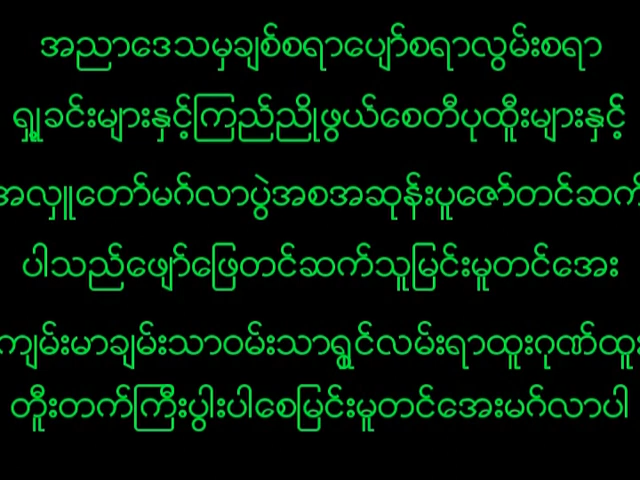 အညာဒေသမှချစ်စရာပျော်စရာလွမ်းစရာ
ရှု့ခင်းများနှင့်ကြည်ညိုဖွယ်စေတီပုထိူးများနှင့်
အလှူတော်မဂ်လာပွဲအစအဆုန်းပူဇော်တင်ဆက်
ပါသည်ဖျော်ဖြေတင်ဆက်သူမြင်းမူတင်အေး
ကျမ်းမာချမ်းသာဝမ်းသာရွှင်လမ်းရာထူးဂုဏ်ထူး
တိူးတက်ကြီးပွါးပါစေမြင်းမူတင်အေးမဂ်လာပါ